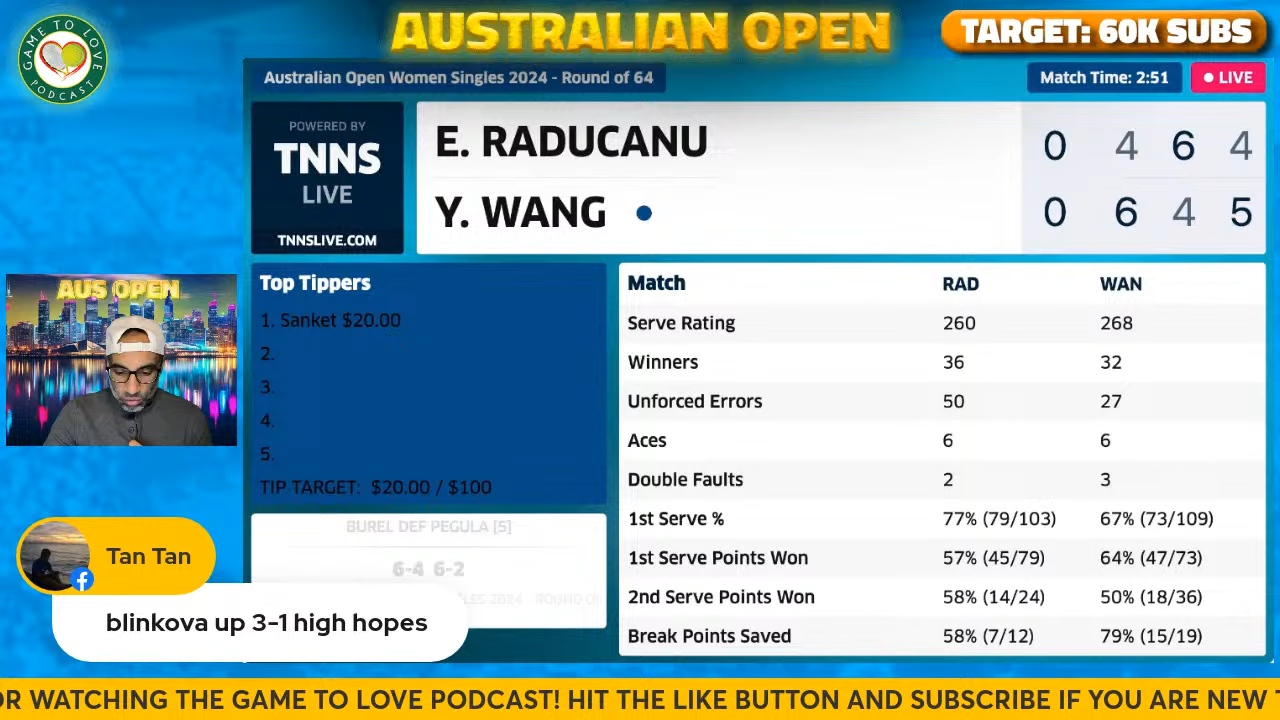 GAME TO LOVE
PODCAST
AUSTRALIAN OPEN
TARGET: 60K SUBS
Australian Open Women Singles 2024 - Round of 64
Match Time: 2:51
LIVE
POWERED BY
TNNS
LIVE
TNNSLIVE.COM
E. RADUCANU 0 4 6 4
Y. WANG 0 6 4 5
AUS OPEN
Top Tippers
1. Sanket $20.00
2.
3.
4.
5.
TIP TARGET: $20.00 / $100
BUREL DEF PEGULA [5]
6-4 6-2
LES 2024 - ROUND O
Match RAD WAN
Serve Rating 260 268
Winners 36 32
Unforced Errors 50 27
Aces 6 6
Double Faults 2 3
1st Serve % 77% (79/103) 67% (73/109)
1st Serve Points Won 57% (45/79) 64% (47/73)
2nd Serve Points Won 58% (14/24) 50% (18/36)
Break Points Saved 58% (7/12) 79% (15/19)
Tan Tan
blinkova up 3-1 high hopes
OR WATCHING THE GAME TO LOVE PODCAST! HIT THE LIKE BUTTON AND SUBSCRIBE IF YOU ARE NEW T